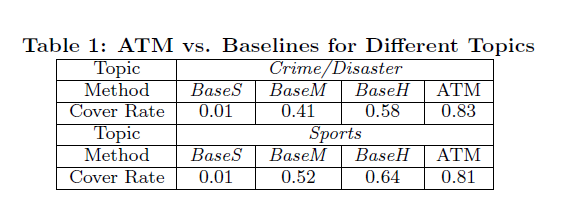 Table 1: ATM vs. Baselines for Different Topics
Topic Crime/Disaster
Method BaseS BaseM BaseH ATM
Cover Rate 0.01 0.41 0.58 0.83
Topic Sports
Method BaseS BaseM BaseH ATM
Cover Rate 0.01 0.52 0.64 0.81